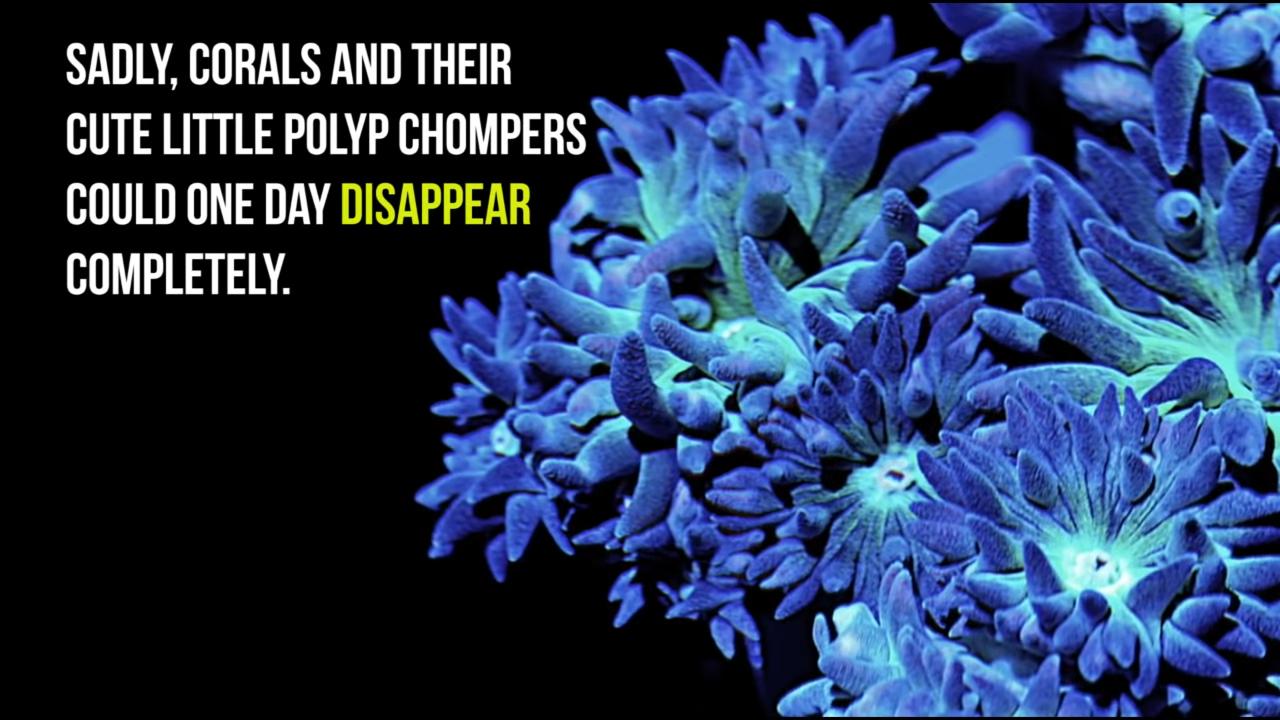 SADLY, CORALS AND THEIR
CUTE LITTLE POLYP CHOMPERS
COULD ONE DAY DISAPPEAR
COMPLETELY.